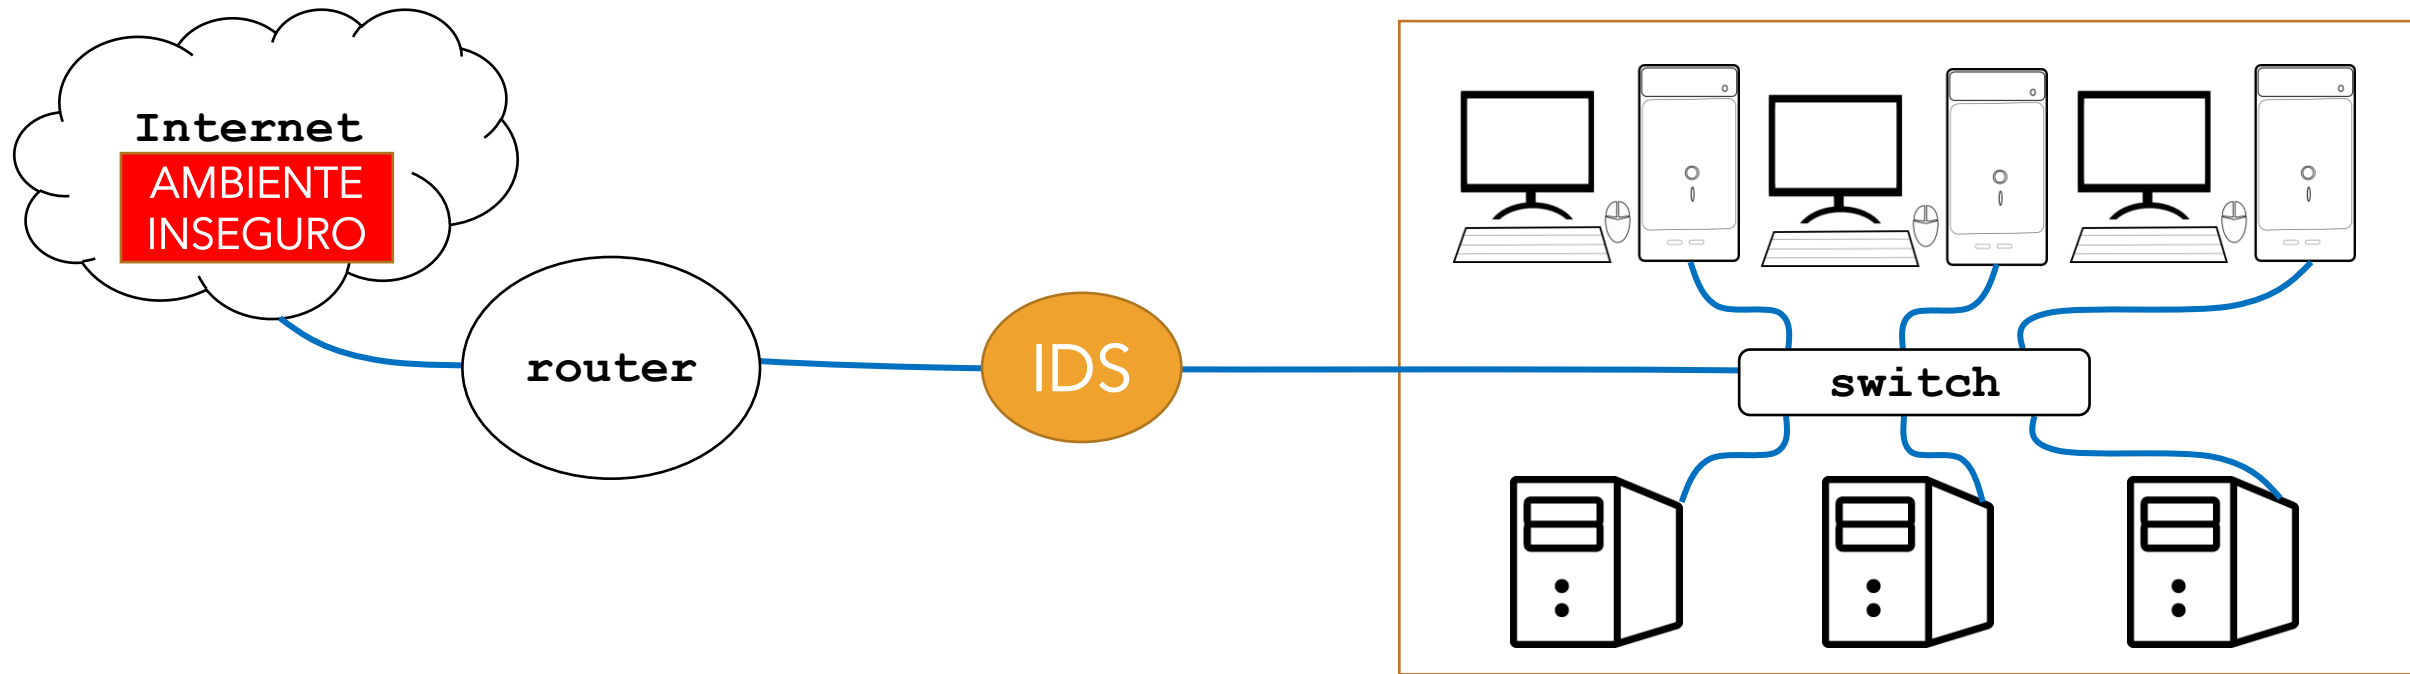 Internet
AMBIENTE
INSEGURO
router
IDS
switch